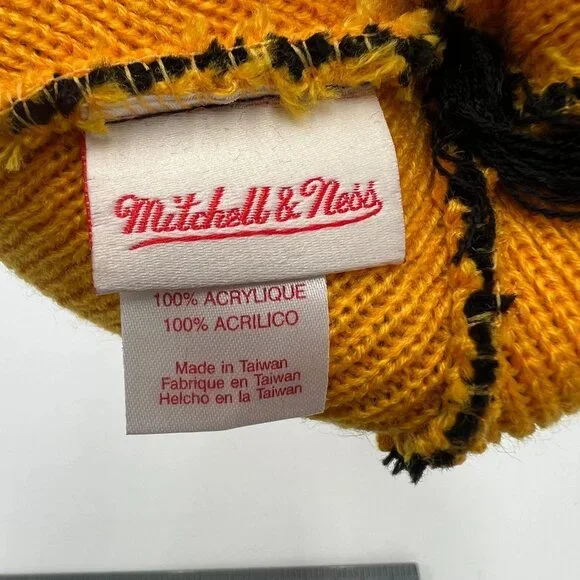 Mitchell & Ness
100% ACRYLIQUE
100% ACRILICO
Made in Taiwan
Fabrique en Taiwan
Helcho en la Taiwan